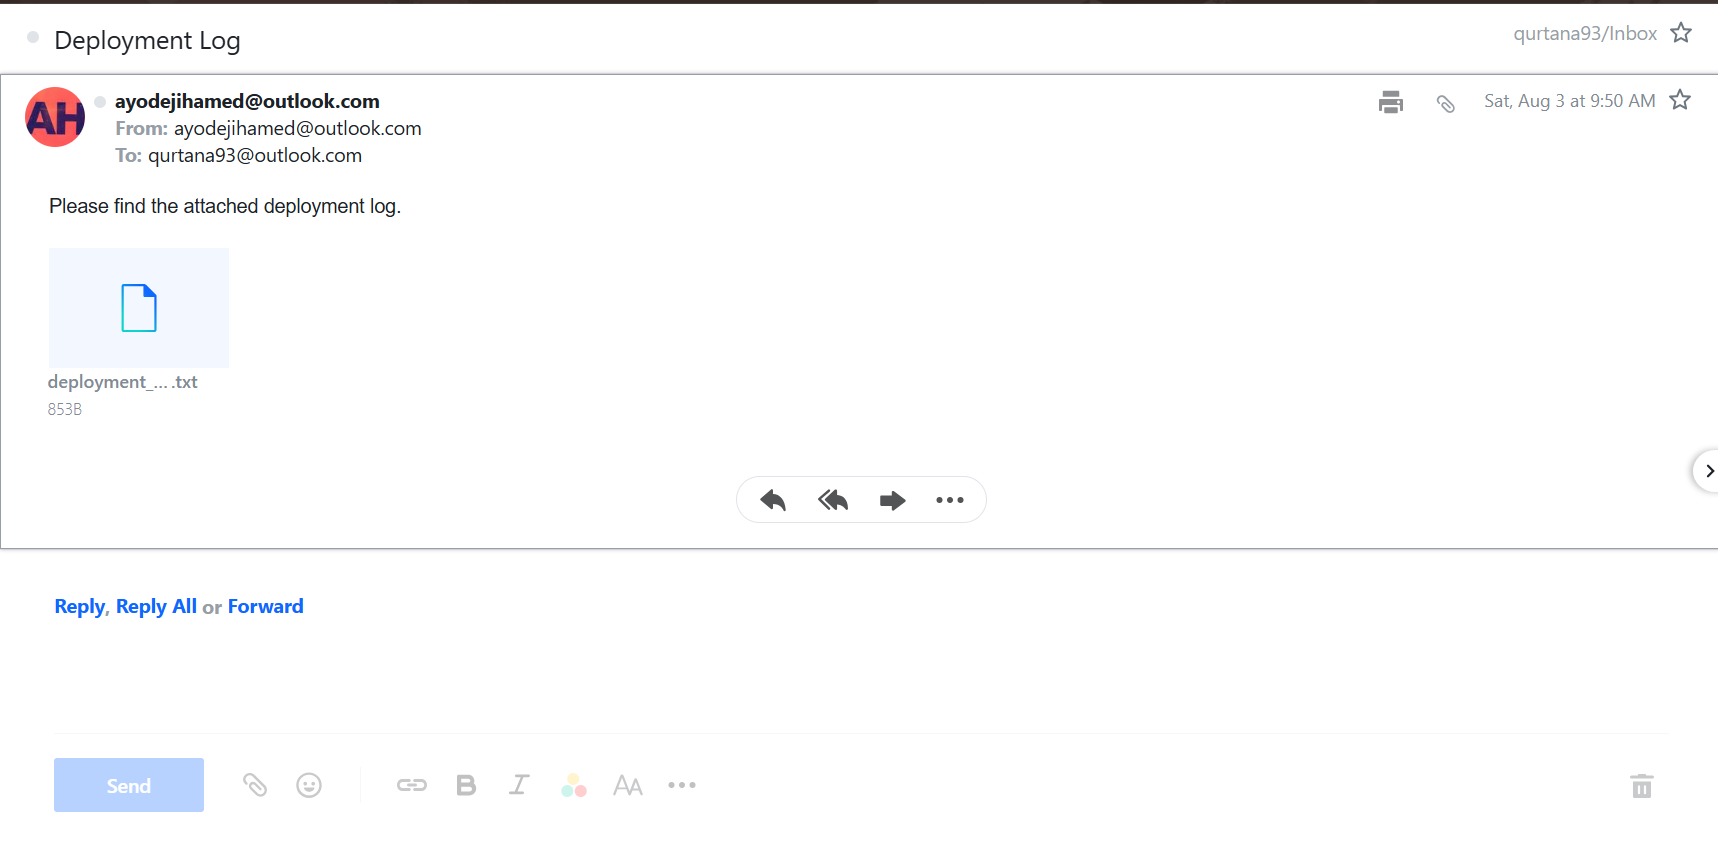 Deployment Log
qurtana93/Inbox
AH
ayodejihamed@outlook.com
Sat, Aug 3 at 9:50 AM
From: ayodejihamed@outlook.com
To: qurtana93@outlook.com
Please find the attached deployment log.
deployment_... .txt
853B
Reply, Reply All or Forward
Send
B I AA